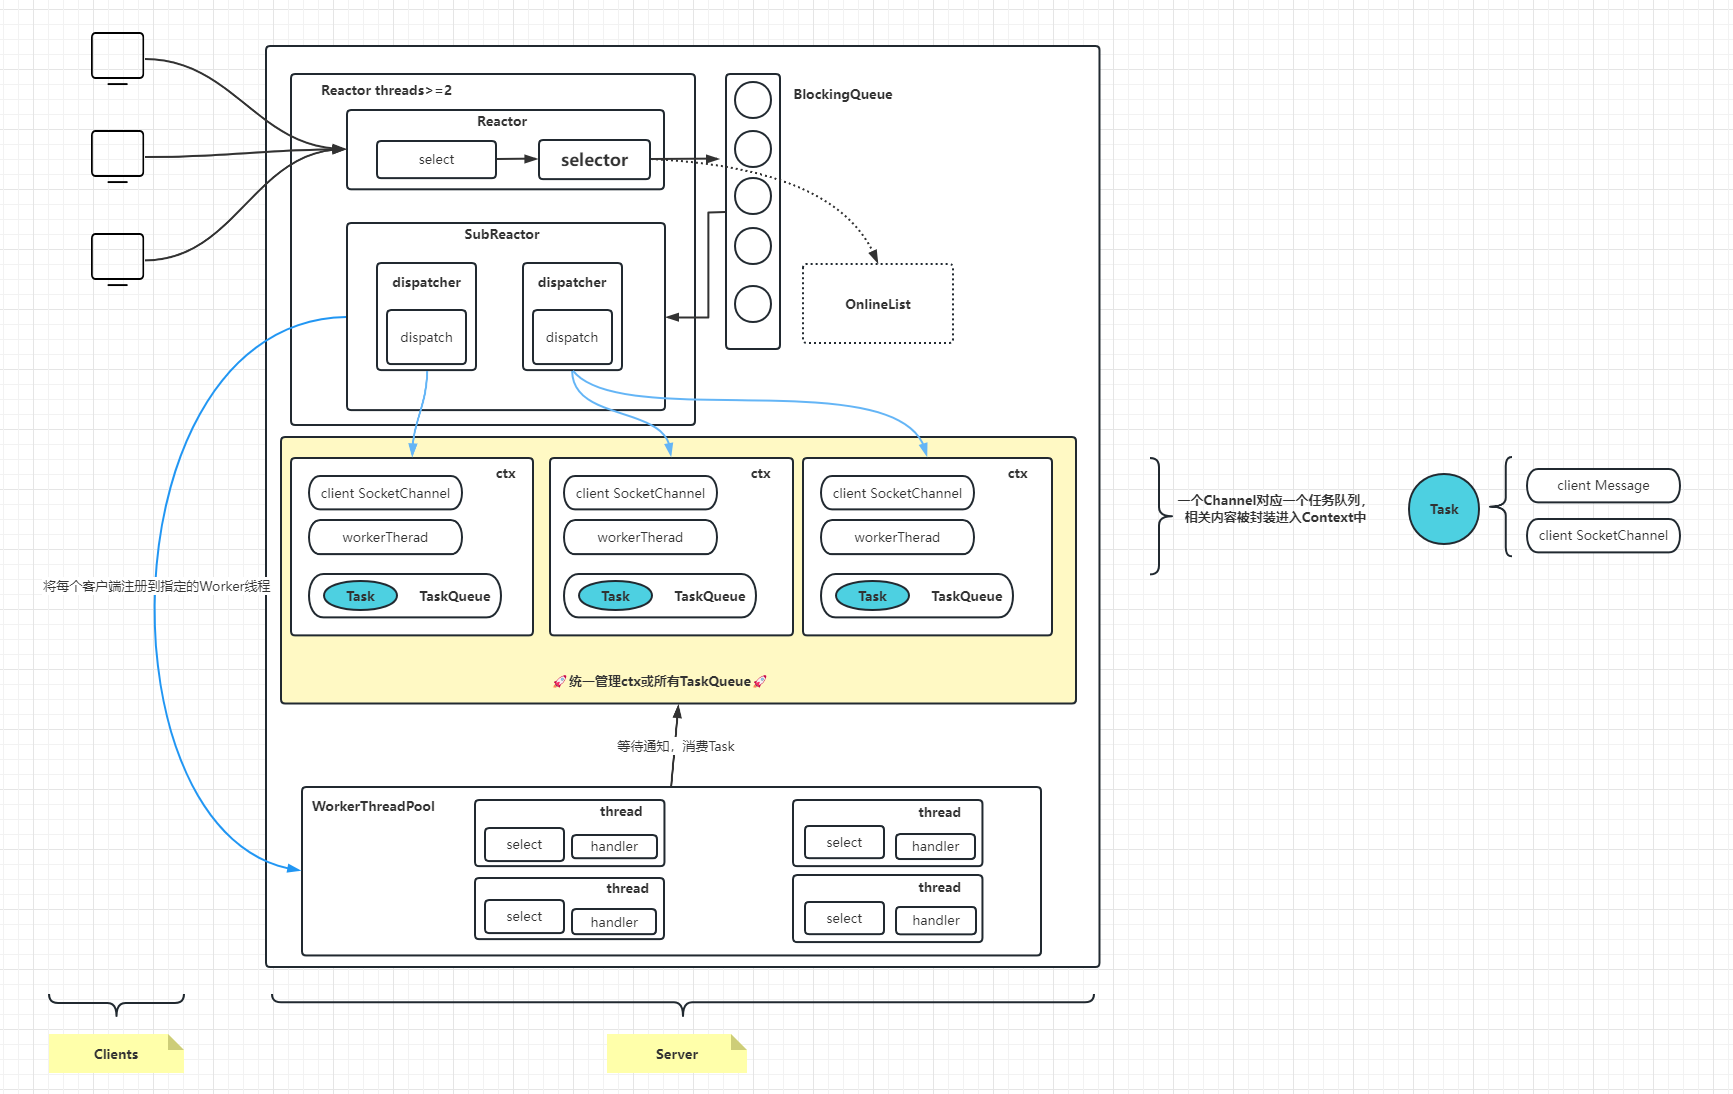 Reactor threads>=2
Reactor
select
selector
BlockingQueue
SubReactor
dispatcher
dispatch
dispatcher
dispatch
OnlineList
ctx
client SocketChannel
workerTherad
Task
TaskQueue
ctx
client SocketChannel
workerTherad
Task
TaskQueue
ctx
client SocketChannel
workerTherad
Task
TaskQueue
🚀统一管理ctx或所有TaskQueue🚀
一个Channel对应一个任务队列，
相关内容被封装进入Context中
Task
client Message
client SocketChannel
将每个客户端注册到指定的Worker线程
等待通知，消费Task
WorkerThreadPool
thread
select
handler
thread
select
handler
thread
select
handler
thread
select
handler
Clients
Server